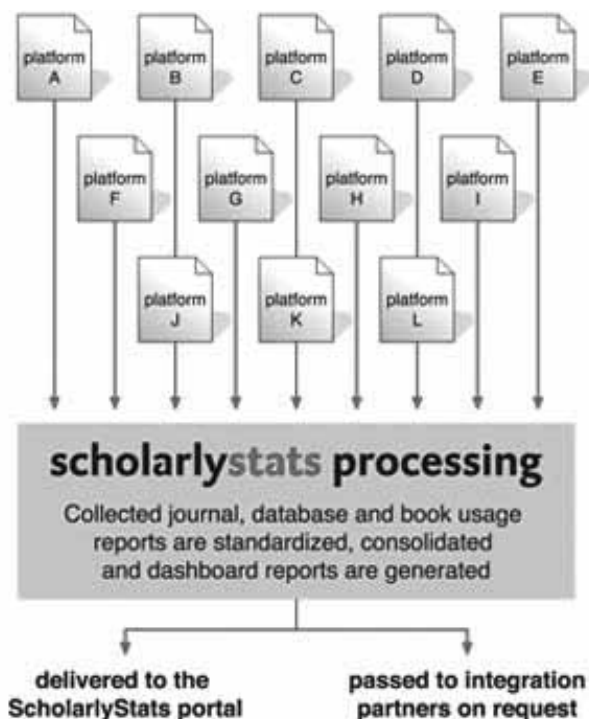 platform
A
platform
B
platform
C
platform
D
platform
E
platform
F
platform
G
platform
H
platform
I
platform
J
platform
K
platform
L
scholarlystats processing
Collected journal, database and book usage
reports are standardized, consolidated
and dashboard reports are generated
delivered to the
ScholarlyStats portal
passed to integration
partners on request